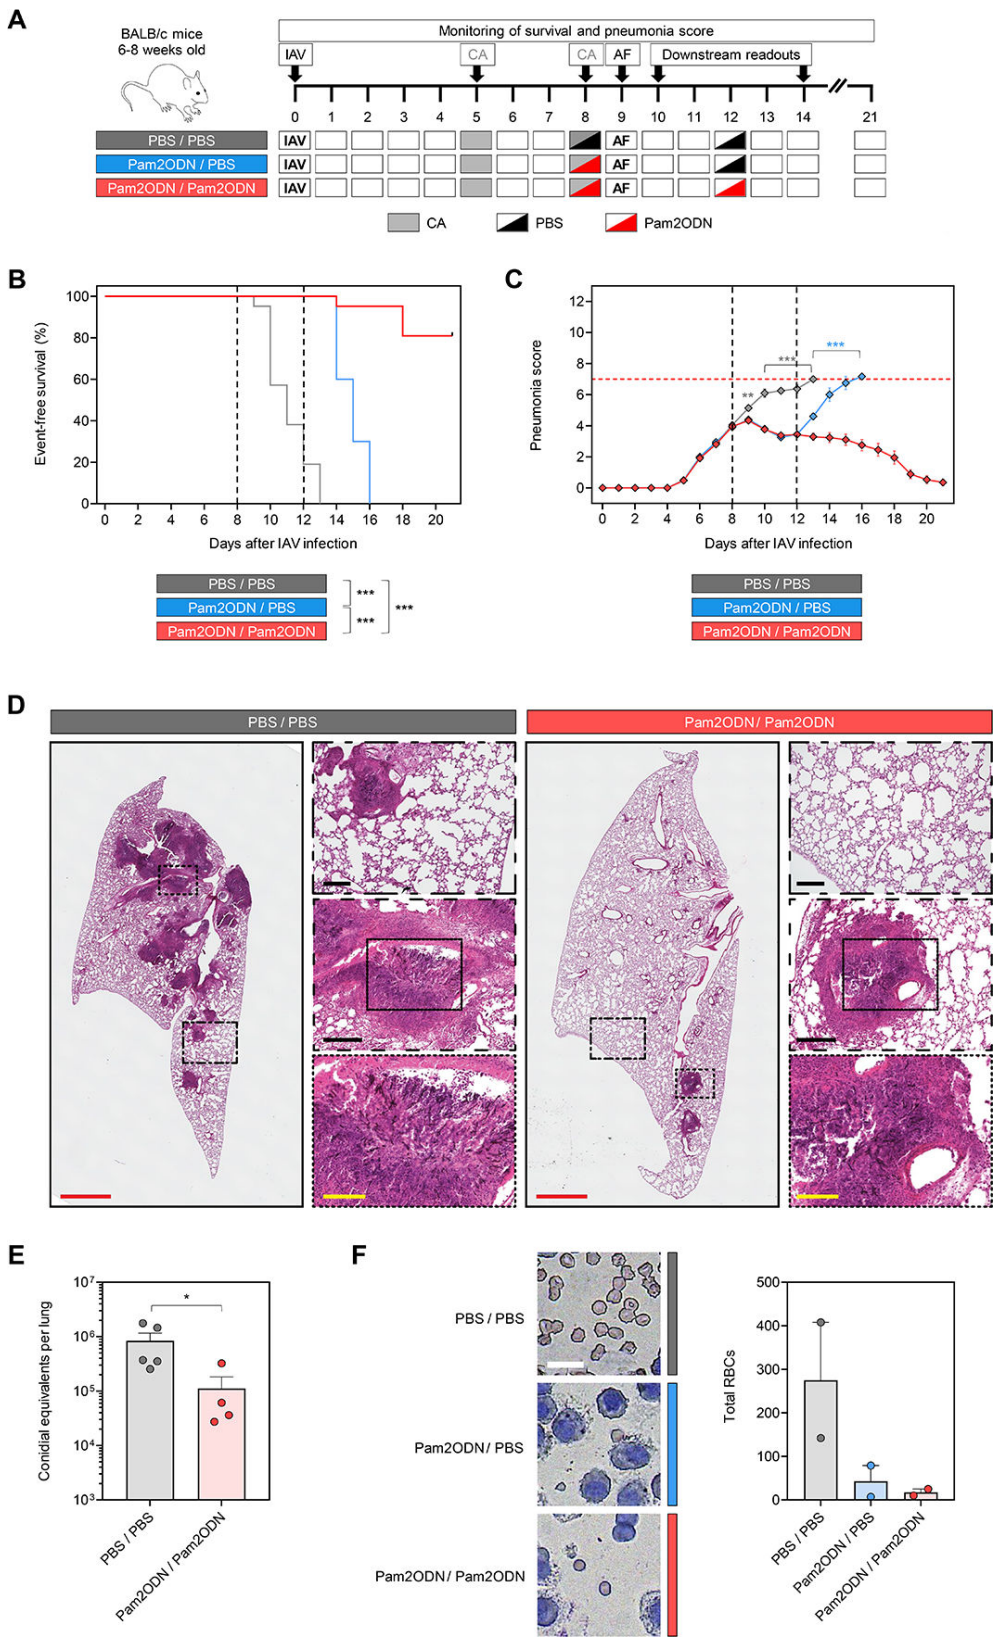 A
BALB/c mice
6-8 weeks old
Monitoring of survival and pneumonia score
IAV CA CA AF Downstream readouts
0 1 2 3 4 5 6 7 8 9 10 11 12 13 14 21
PBS / PBS IAV AF
Pam2ODN / PBS IAV AF
Pam2ODN / Pam2ODN IAV AF
CA PBS Pam2ODN
B
Event-free survival (%)
100
80
60
40
20
0
0 2 4 6 8 10 12 14 16 18 20
Days after IAV infection
PBS / PBS
Pam2ODN / PBS
Pam2ODN / Pam2ODN
***
***
***
C
Pneumonia score
12
10
8
6
4
2
0
***
***
**
0 2 4 6 8 10 12 14 16 18 20
Days after IAV infection
PBS / PBS
Pam2ODN / PBS
Pam2ODN / Pam2ODN
D
PBS / PBS
Pam2ODN / Pam2ODN
E
Conidial equivalents per lung
10⁷
10⁶
10⁵
10⁴
10³
*
PBS / PBS
Pam2ODN / Pam2ODN
F
PBS / PBS
Pam2ODN / PBS
Pam2ODN / Pam2ODN
Total RBCs
500
400
300
200
100
0
PBS / PBS
Pam2ODN / PBS
Pam2ODN / Pam2ODN